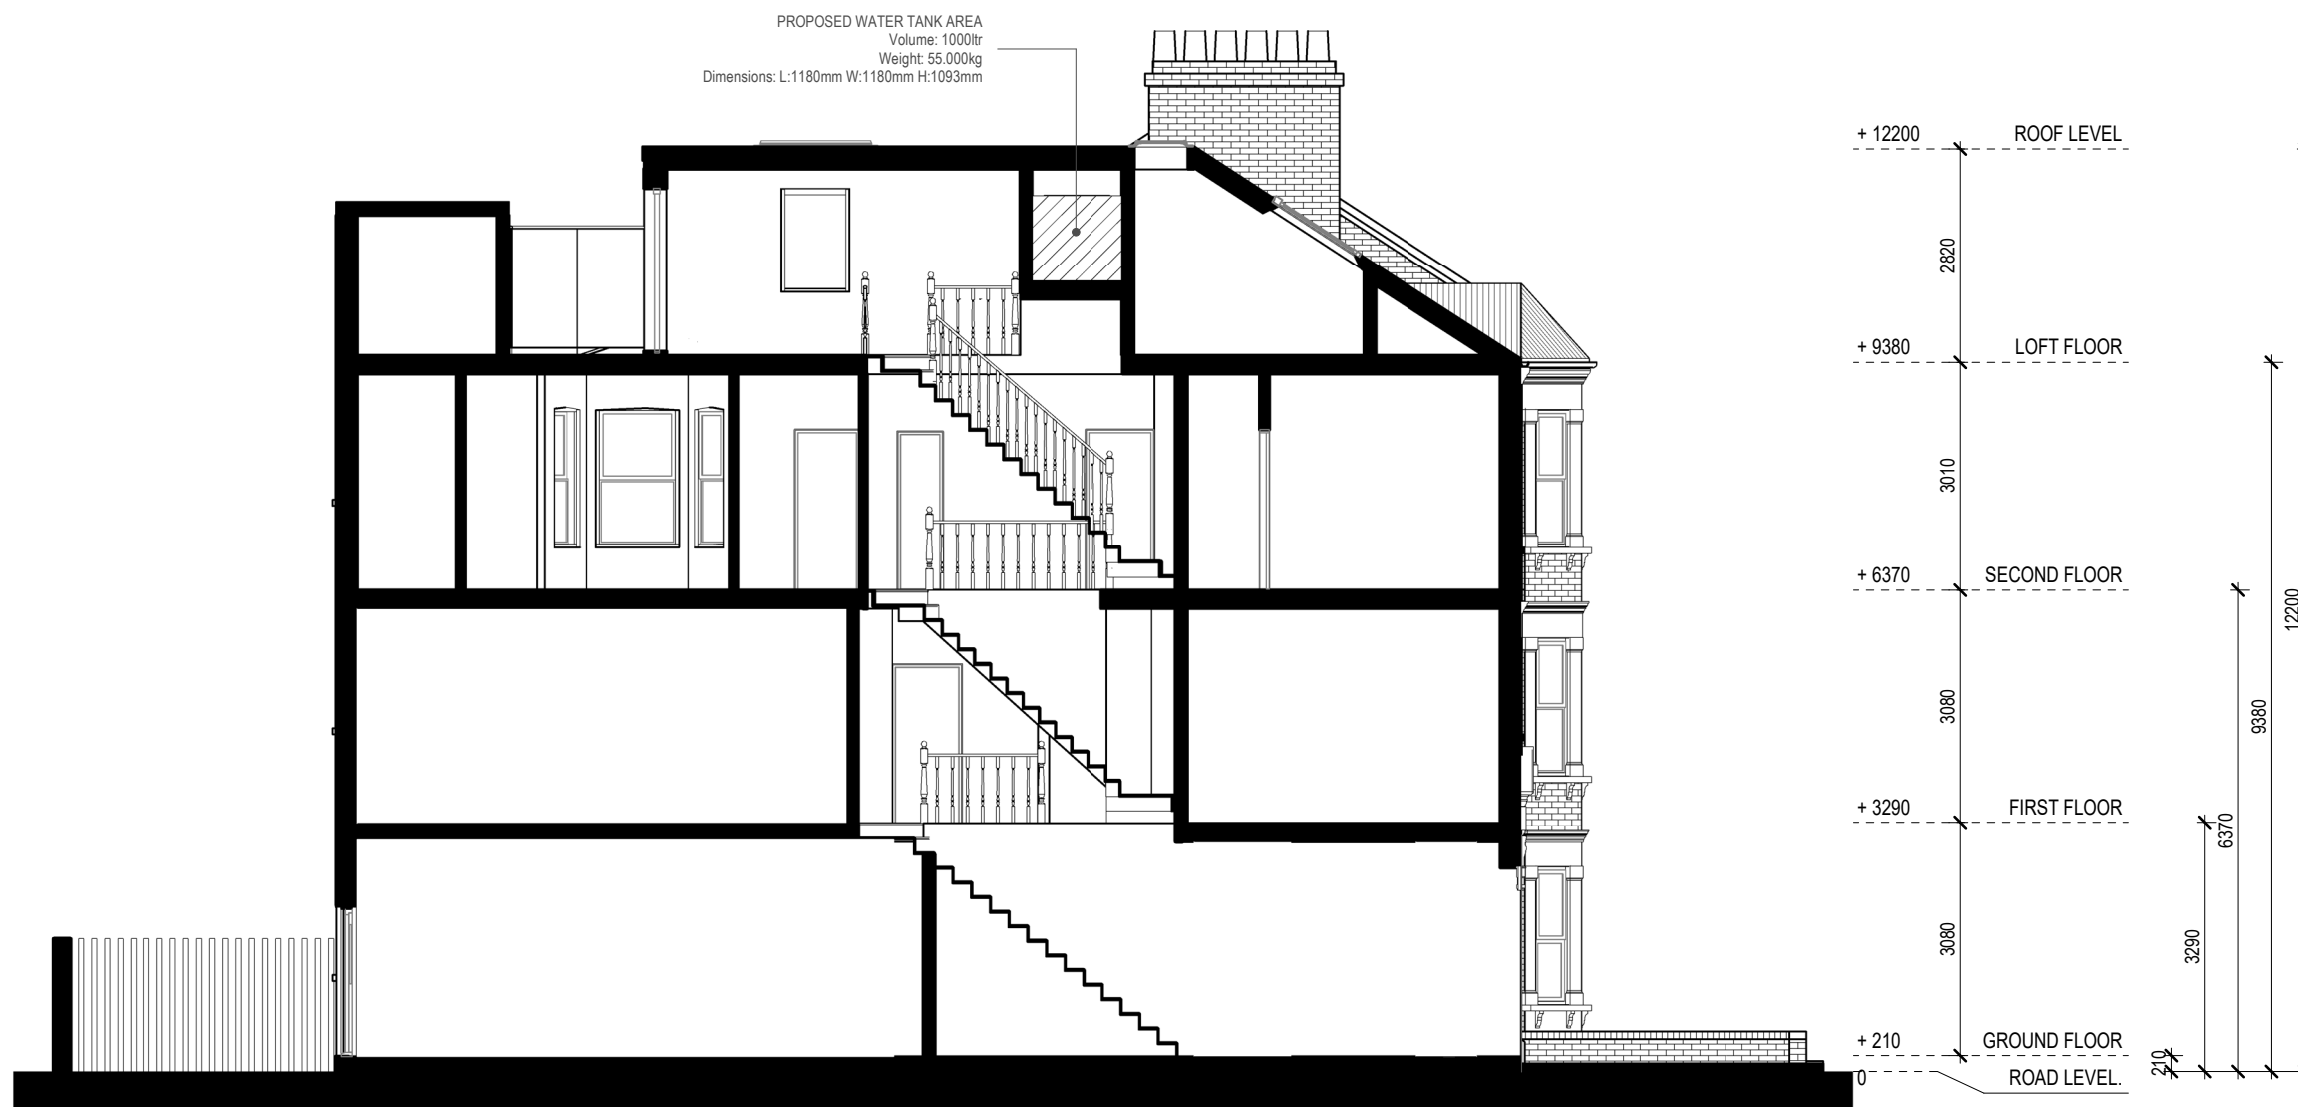 PROPOSED WATER TANK AREA
Volume: 1000ltr
Weight: 55.000kg
Dimensions: L:1180mm W:1180mm H:1093mm
+ 12200 ROOF LEVEL
2820
+ 9380 LOFT FLOOR
3010
+ 6370 SECOND FLOOR
3080
+ 3290 FIRST FLOOR
3080
+ 210 GROUND FLOOR
0 ROAD LEVEL.
210
3290
6370
9380
12200